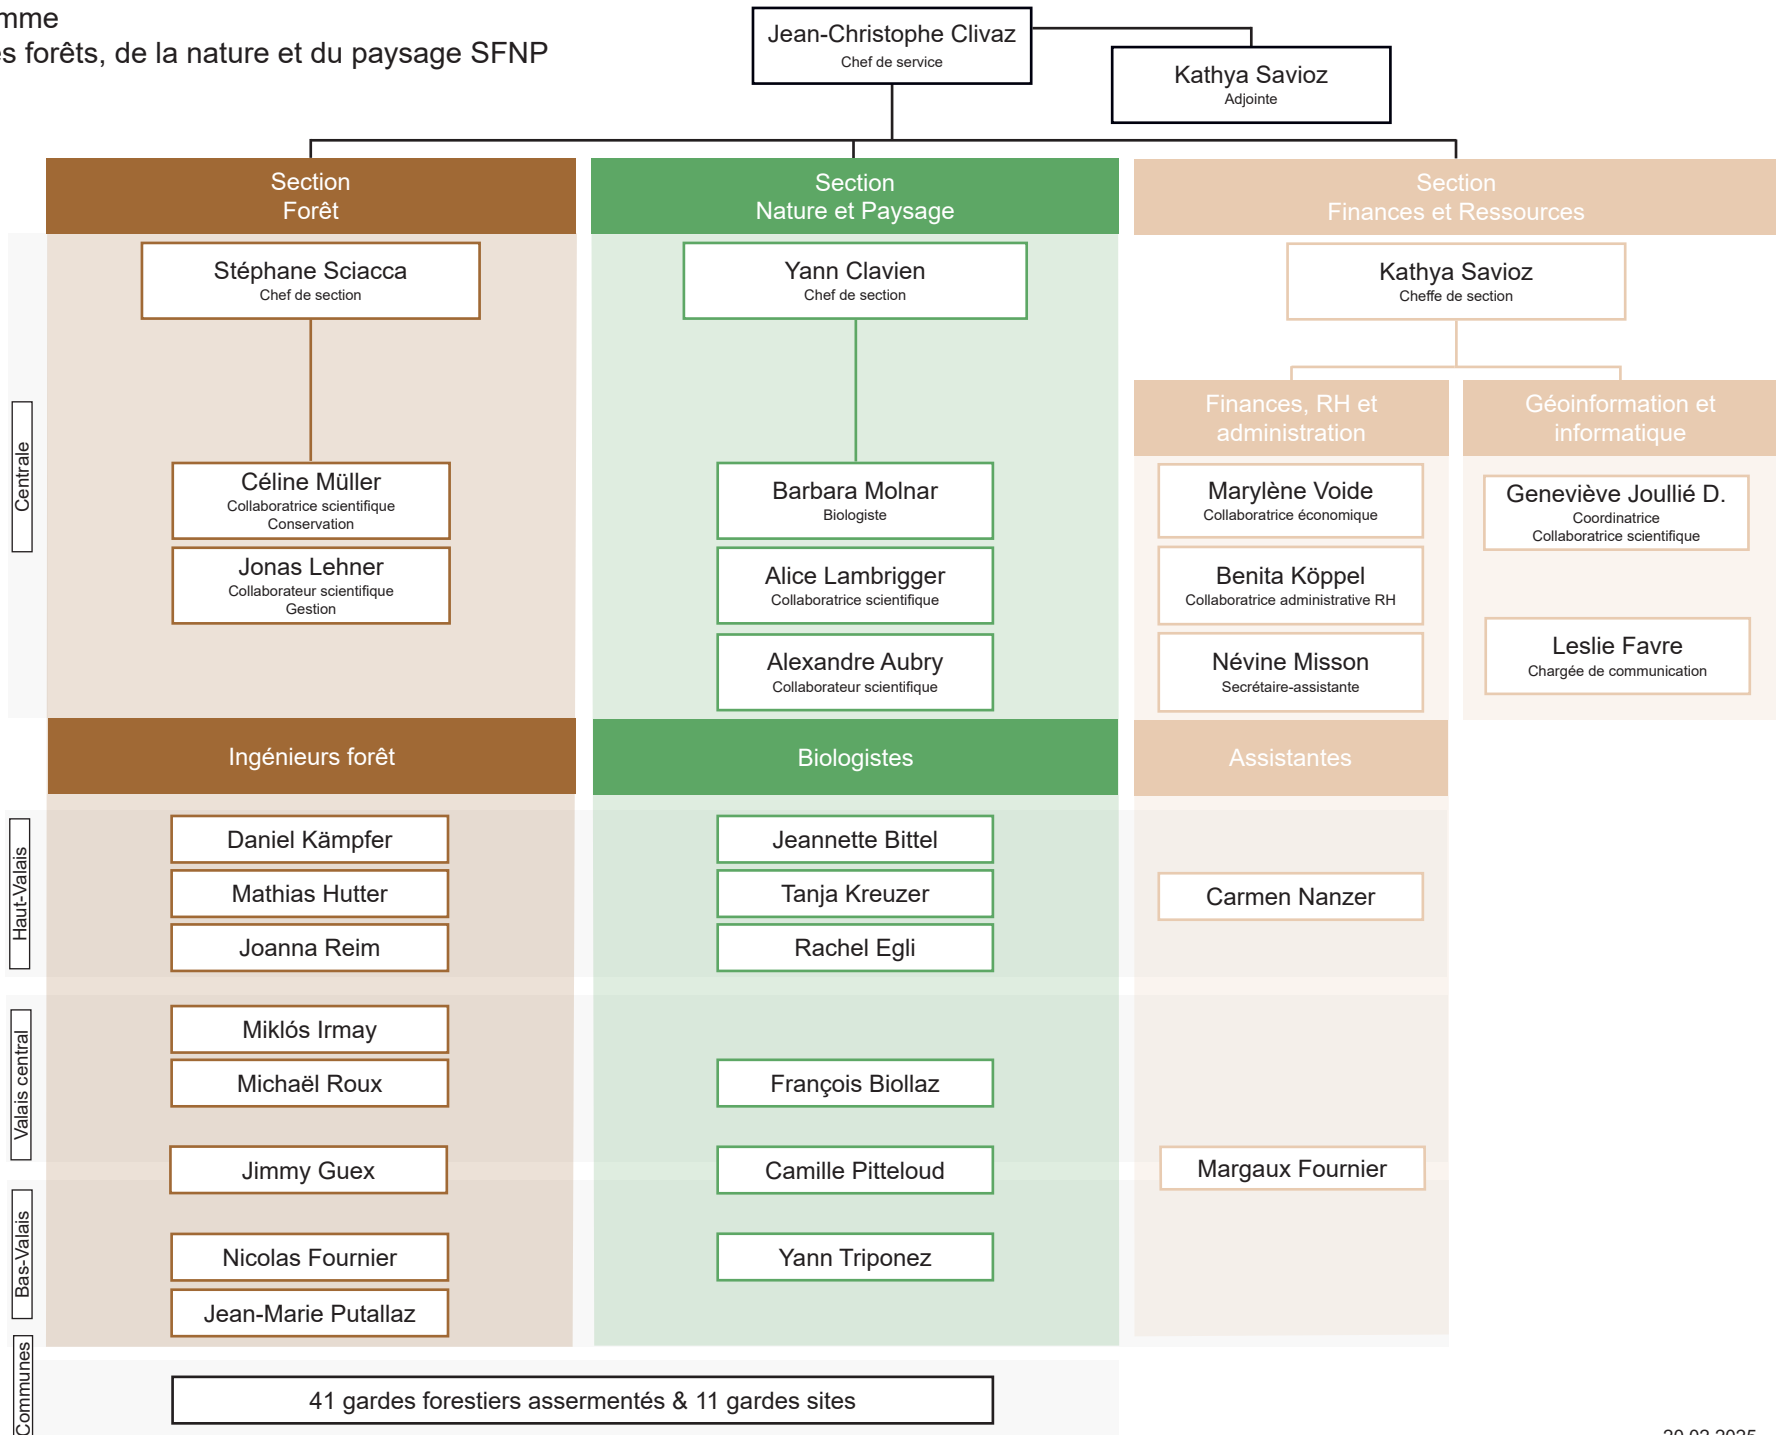 es forêts, de la nature et du paysage SFNP
Jean-Christophe Clivaz
Chef de service
Kathya Savioz
Adjointe
Section
Forêt
Section
Nature et Paysage
Section
Finances et Ressources
Centrale
Stéphane Sciacca
Chef de section
Céline Müller
Collaboratrice scientifique
Conservation
Jonas Lehner
Collaborateur scientifique
Gestion
Yann Clavien
Chef de section
Barbara Molnar
Biologiste
Alice Lambrigger
Collaboratrice scientifique
Alexandre Aubry
Collaborateur scientifique
Kathya Savioz
Cheffe de section
Finances, RH et
administration
Marylène Voide
Collaboratrice économique
Benita Köppel
Collaboratrice administrative RH
Névine Misson
Secrétaire-assistante
Géoinformation et
informatique
Geneviève Joullié D.
Coordinatrice
Collaboratrice scientifique
Leslie Favre
Chargée de communication
Ingénieurs forêt
Biologistes
Assistantes
Haut-Valais
Daniel Kämpfer
Mathias Hutter
Joanna Reim
Jeannette Bittel
Tanja Kreuzer
Rachel Egli
Carmen Nanzer
Valais central
Miklós Irmay
Michaël Roux
François Biollaz
Jimmy Guex
Camille Pitteloud
Margaux Fournier
Bas-Valais
Nicolas Fournier
Jean-Marie Putallaz
Yann Triponez
Communes
41 gardes forestiers assermentés & 11 gardes sites